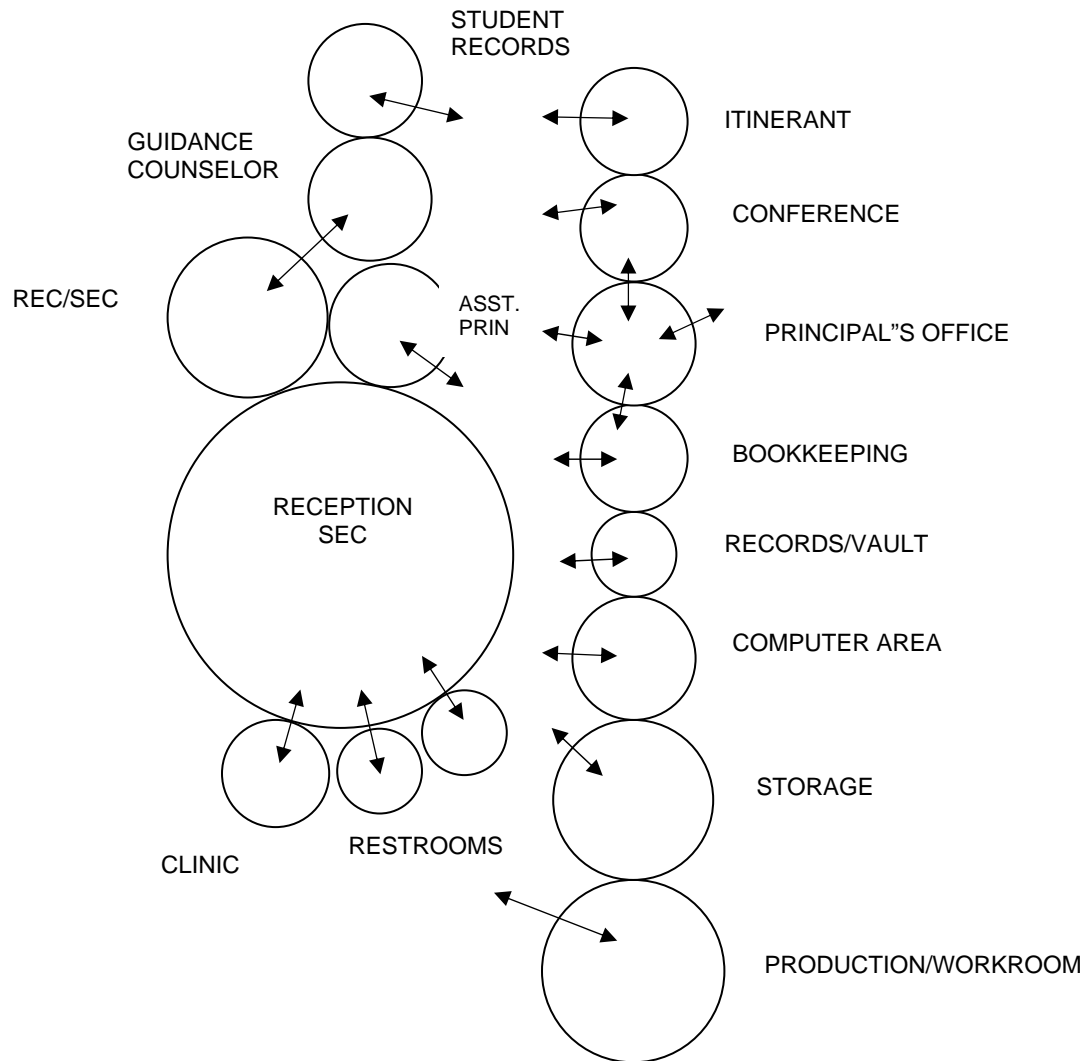 STUDENT
RECORDS
ITINERANT
GUIDANCE
COUNSELOR
CONFERENCE
REC/SEC
ASST.
PRIN
PRINCIPAL"S OFFICE
BOOKKEEPING
RECEPTION
SEC
RECORDS/VAULT
COMPUTER AREA
STORAGE
RESTROOMS
CLINIC
PRODUCTION/WORKROOM